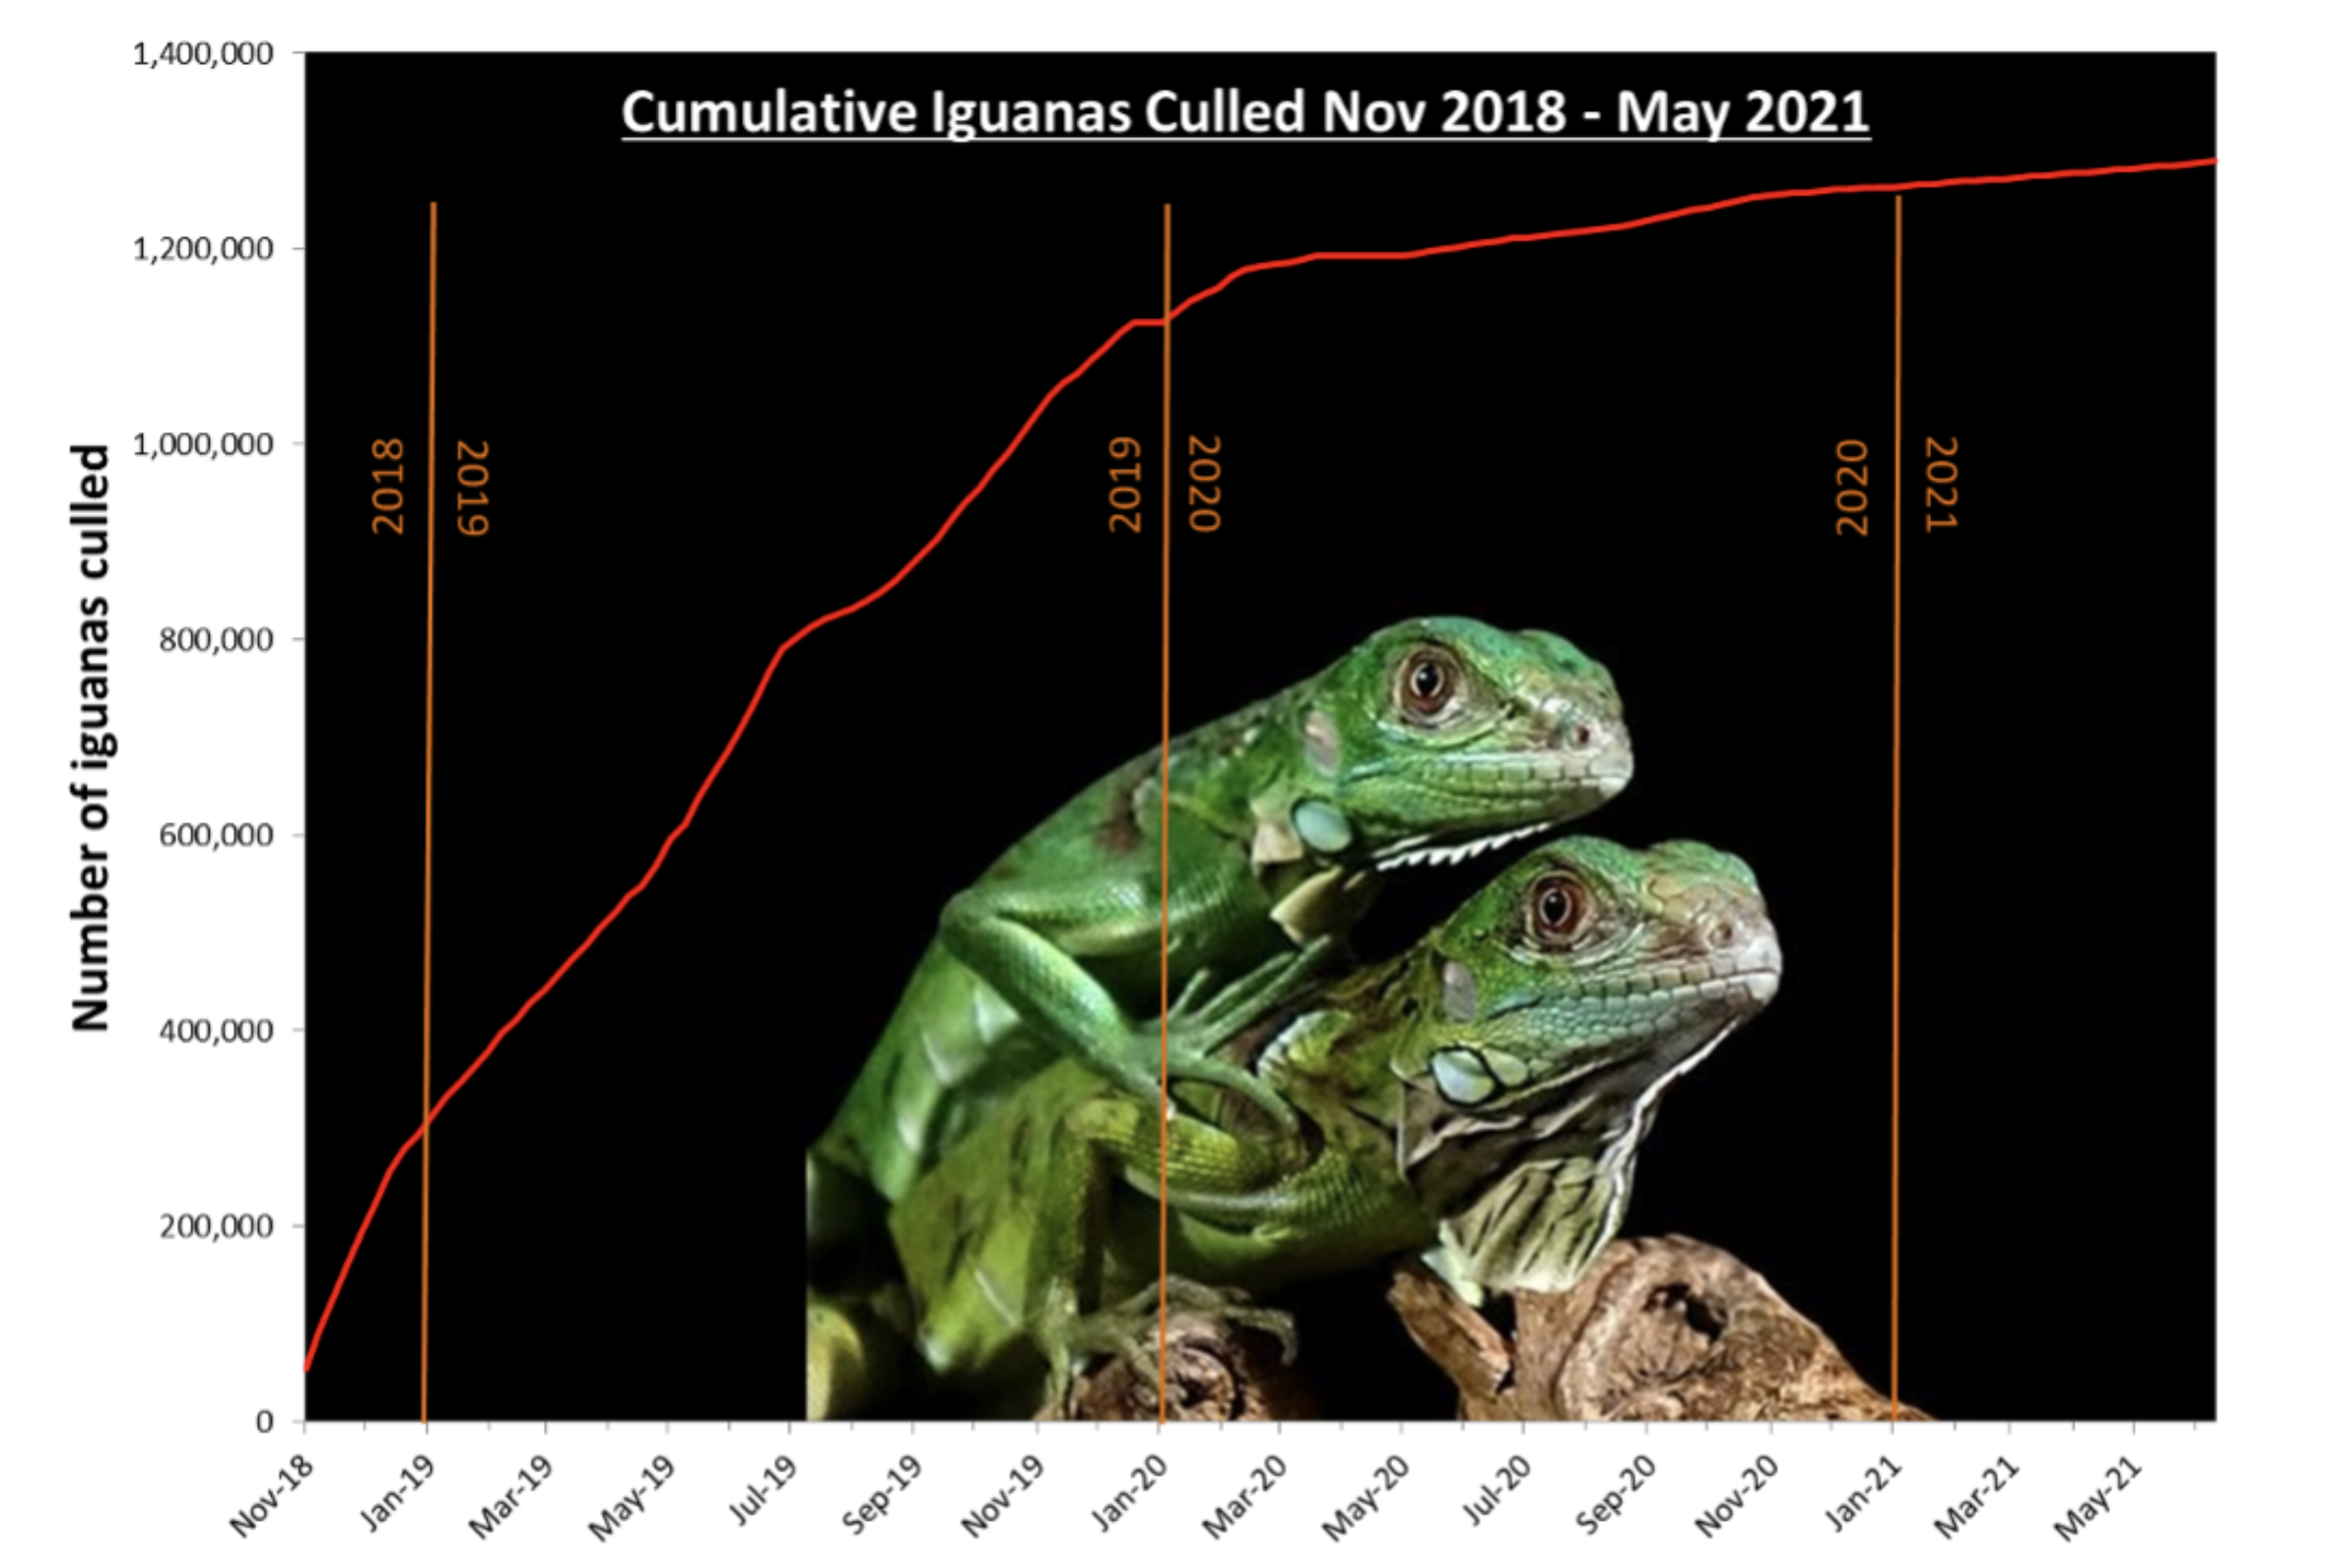 Cumulative Iguanas Culled Nov 2018 - May 2021
Number of iguanas culled
1,400,000
1,200,000
1,000,000
800,000
600,000
400,000
200,000
0
2018
2019
2019
2020
2020
2021
Nov-18
Jan-19
Mar-19
May-19
Jul-19
Sep-19
Nov-19
Jan-20
Mar-20
May-20
Jul-20
Sep-20
Nov-20
Jan-21
Mar-21
May-21